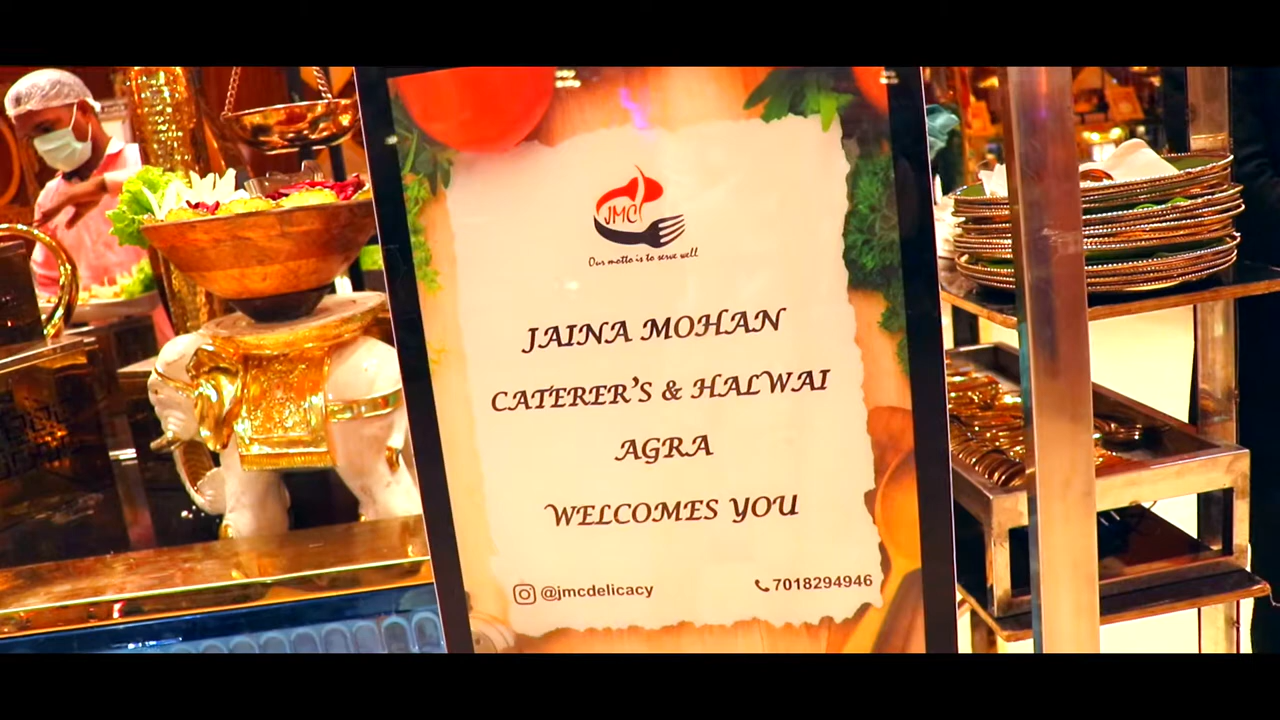 JMC
Our motto is to serve well
JAINA MOHAN
CATERER'S & HALWAI
AGRA
WELCOMES YOU
@jmcdelicacy
7018294946